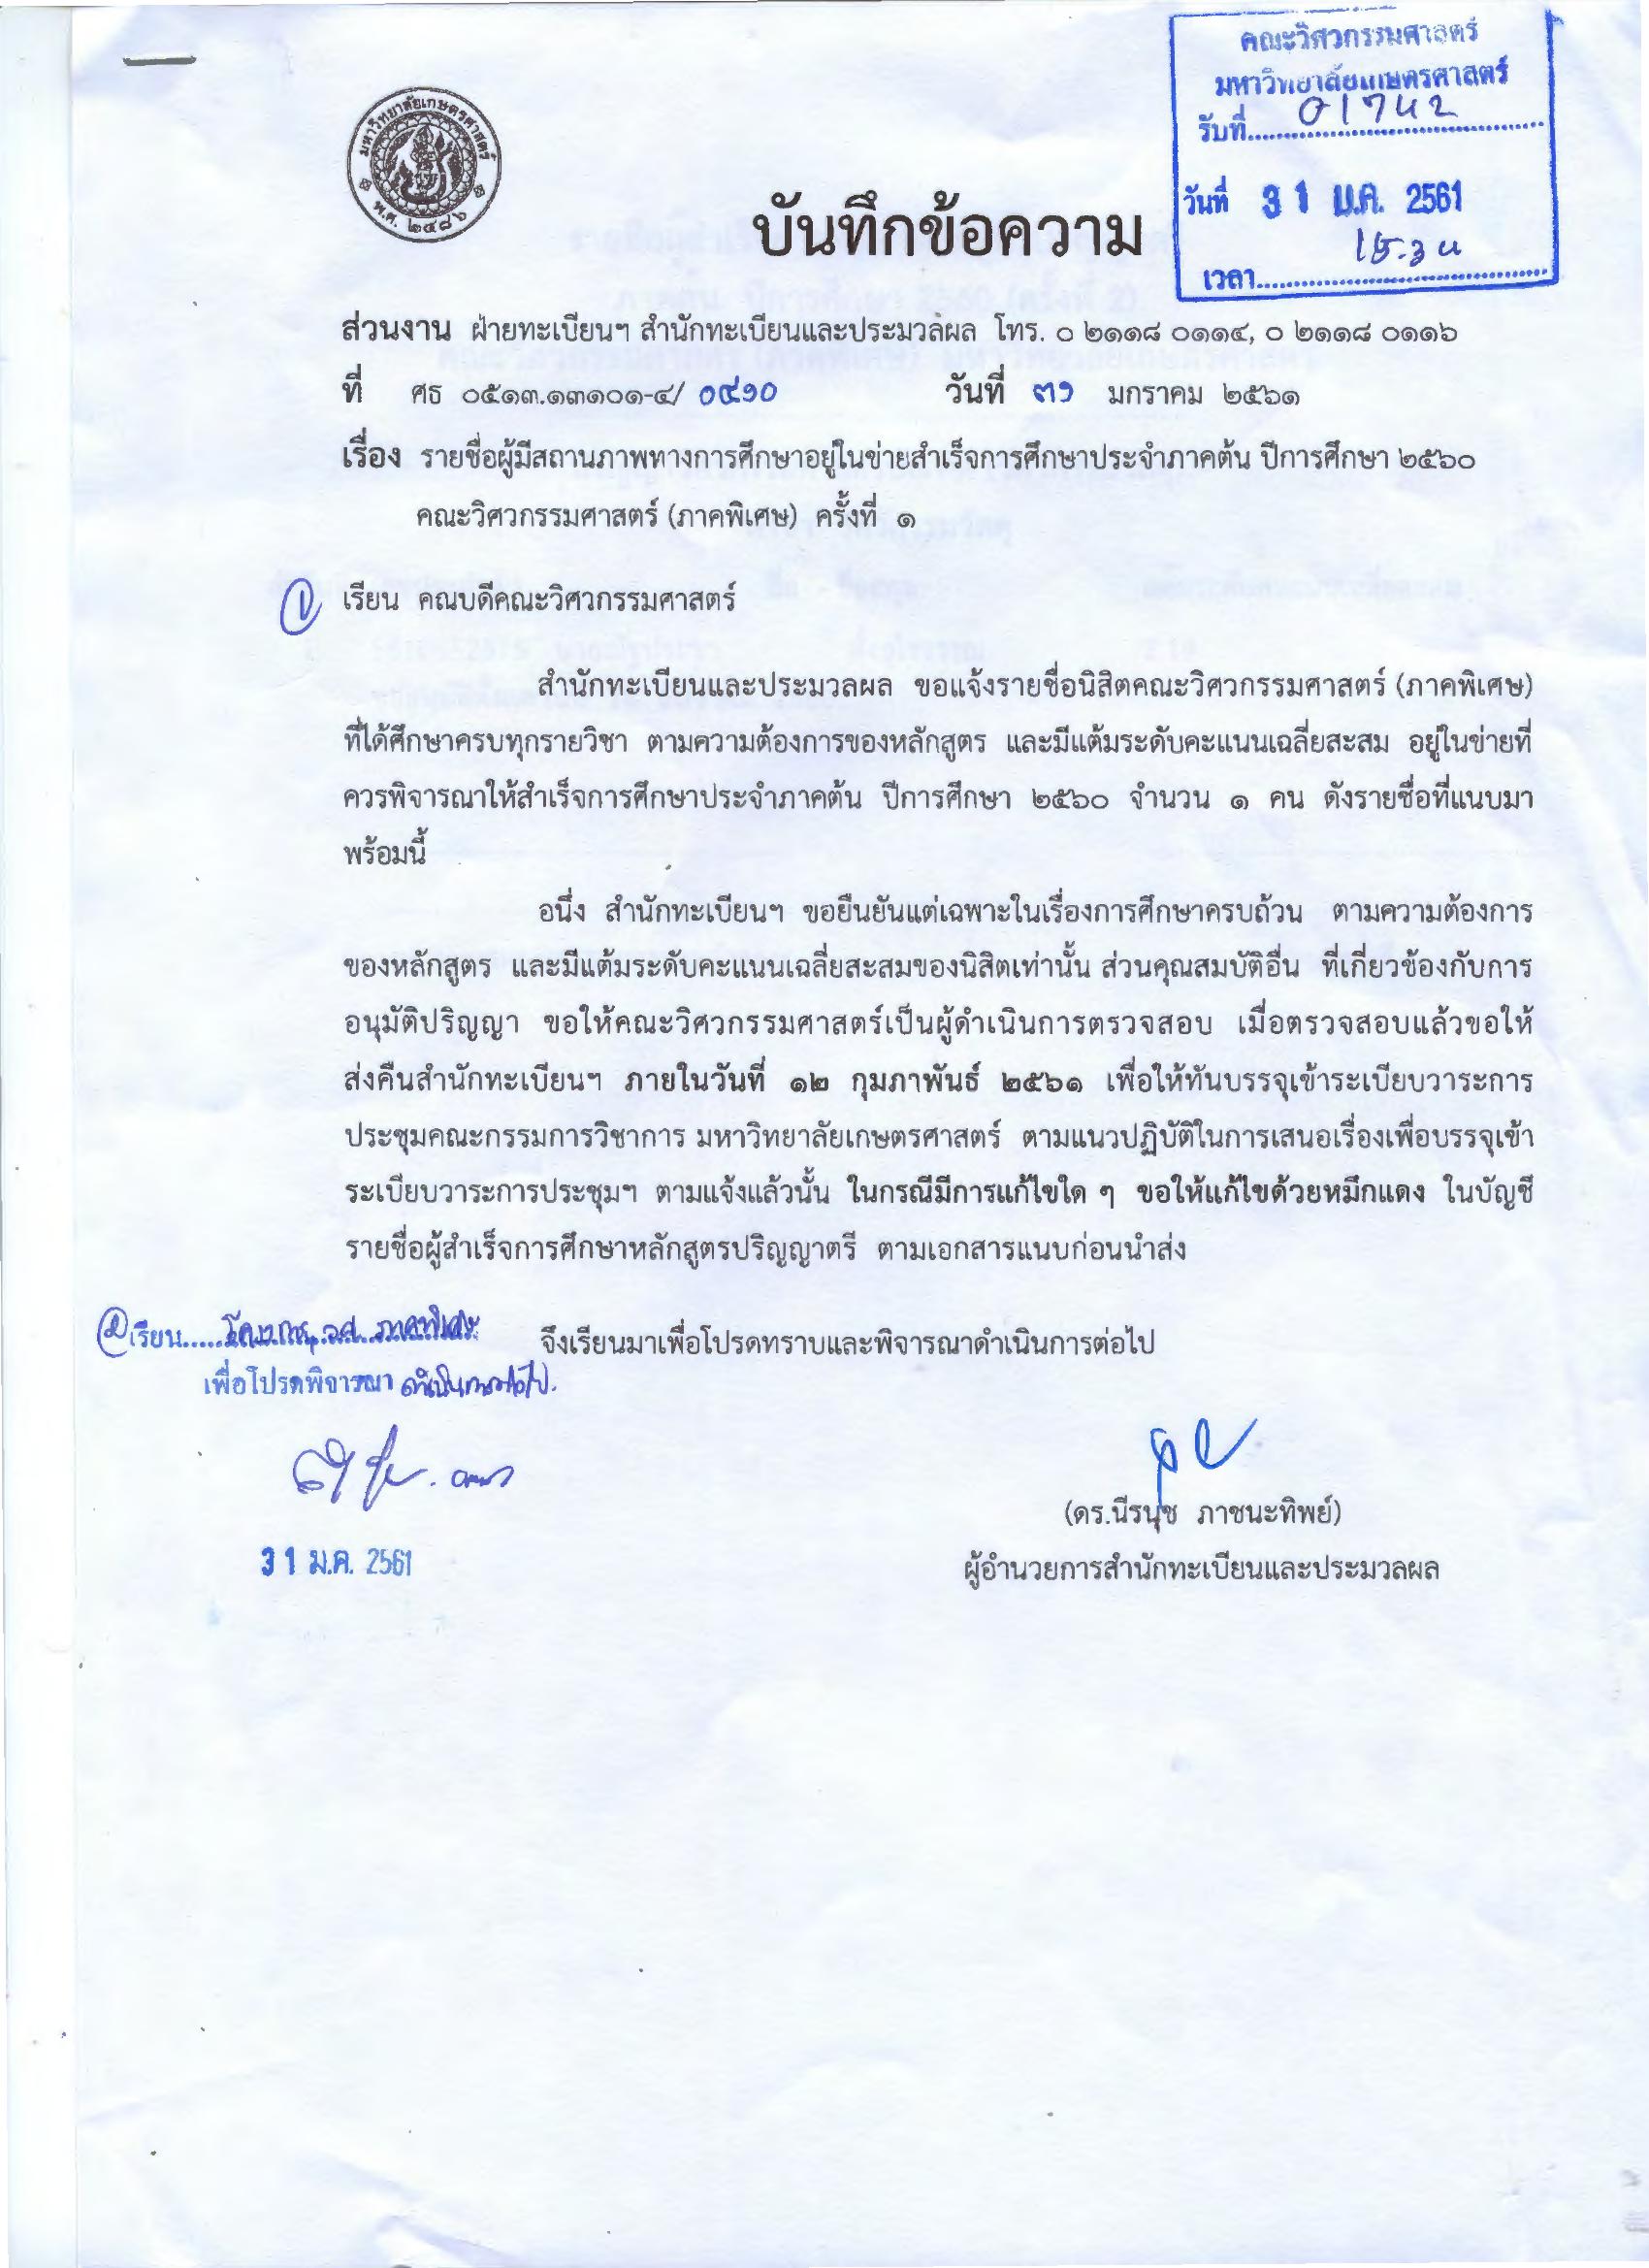 คณะวิศวกรรมศาสตร์
มหาวิทยาลัยเกษตรศาสตร์
รับที่ 01742
วันที่ 31 ม.ค. 2561
เวลา
มหาวิทยาลัยเกษตรศาสตร์
พ.ศ. ๒๔๘๖
บันทึกข้อความ
ส่วนงาน ฝ่ายทะเบียนฯ สำนักทะเบียนและประมวลผล โทร. ๐ ๒๑๑๘ ๐๑๑๔, ๐ ๒๑๑๘ ๐๑๑๖
ที่ ศธ ๐๕๑๓.๑๓๑๐๑-๔/ ๐๔๑๐ วันที่ ๓๑ มกราคม ๒๕๖๑
เรื่อง รายชื่อผู้มีสถานภาพทางการศึกษาอยู่ในข่ายสำเร็จการศึกษาประจำภาคต้น ปีการศึกษา ๒๕๖๐
คณะวิศวกรรมศาสตร์ (ภาคพิเศษ) ครั้งที่ ๑
๑ เรียน คณบดีคณะวิศวกรรมศาสตร์
สำนักทะเบียนและประมวลผล ขอแจ้งรายชื่อนิสิตคณะวิศวกรรมศาสตร์ (ภาคพิเศษ)
ที่ได้ศึกษาครบทุกรายวิชา ตามความต้องการของหลักสูตร และมีแต้มระดับคะแนนเฉลี่ยสะสม อยู่ในข่ายที่
ควรพิจารณาให้สำเร็จการศึกษาประจำภาคต้น ปีการศึกษา ๒๕๖๐ จำนวน ๑ คน ดังรายชื่อที่แนบมา
พร้อมนี้
อนึ่ง สำนักทะเบียนฯ ขอยืนยันแต่เฉพาะในเรื่องการศึกษาครบถ้วน ตามความต้องการ
ของหลักสูตร และมีแต้มระดับคะแนนเฉลี่ยสะสมของนิสิตเท่านั้น ส่วนคุณสมบัติอื่น ที่เกี่ยวข้องกับการ
อนุมัติปริญญา ขอให้คณะวิศวกรรมศาสตร์เป็นผู้ดำเนินการตรวจสอบ เมื่อตรวจสอบแล้วขอให้
ส่งคืนสำนักทะเบียนฯ ภายในวันที่ ๑๒ กุมภาพันธ์ ๒๕๖๑ เพื่อให้ทันบรรจุเข้าระเบียบวาระการ
ประชุมคณะกรรมการวิชาการ มหาวิทยาลัยเกษตรศาสตร์ ตามแนวปฏิบัติในการเสนอเรื่องเพื่อบรรจุเข้า
ระเบียบวาระการประชุมฯ ตามแจ้งแล้วนั้น ในกรณีมีการแก้ไขใด ๆ ขอให้แก้ไขด้วยหมึกแดง ในบัญชี
รายชื่อผู้สำเร็จการศึกษาหลักสูตรปริญญาตรี ตามเอกสารแนบก่อนนำส่ง
จึงเรียนมาเพื่อโปรดทราบและพิจารณาดำเนินการต่อไป
๒ เรียน โครงการ วศ. ภาคพิเศษ
เพื่อโปรดพิจารณา ดำเนินการต่อไป.
31 ม.ค. 2561
(ดร.นีรนุช ภาชนะทิพย์)
ผู้อำนวยการสำนักทะเบียนและประมวลผล